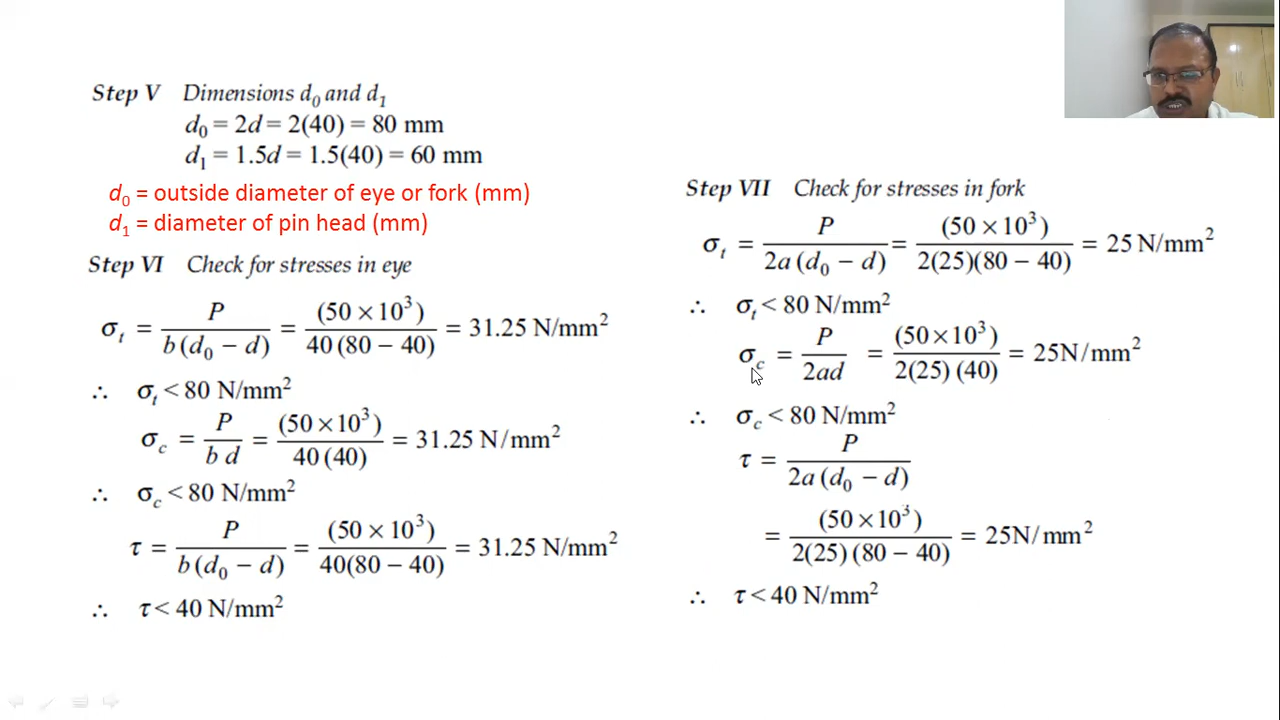 Step V Dimensions d₀ and d₁
d₀ = 2d = 2(40) = 80 mm
d₁ = 1.5d = 1.5(40) = 60 mm
d₀ = outside diameter of eye or fork (mm)
d₁ = diameter of pin head (mm)
Step VI Check for stresses in eye
σₜ = P / b(d₀ − d) = (50 × 10³) / 40(80 − 40) = 31.25 N/mm²
∴ σₜ < 80 N/mm²
σ_c = P / b d = (50 × 10³) / 40(40) = 31.25 N/mm²
∴ σ_c < 80 N/mm²
τ = P / b(d₀ − d) = (50 × 10³) / 40(80 − 40) = 31.25 N/mm²
∴ τ < 40 N/mm²
Step VII Check for stresses in fork
σₜ = P / 2a(d₀ − d) = (50 × 10³) / 2(25)(80 − 40) = 25 N/mm²
∴ σₜ < 80 N/mm²
σ_c = P / 2ad = (50 × 10³) / 2(25)(40) = 25N/mm²
∴ σ_c < 80 N/mm²
τ = P / 2a(d₀ − d)
= (50 × 10³) / 2(25)(80 − 40) = 25N/mm²
∴ τ < 40 N/mm²